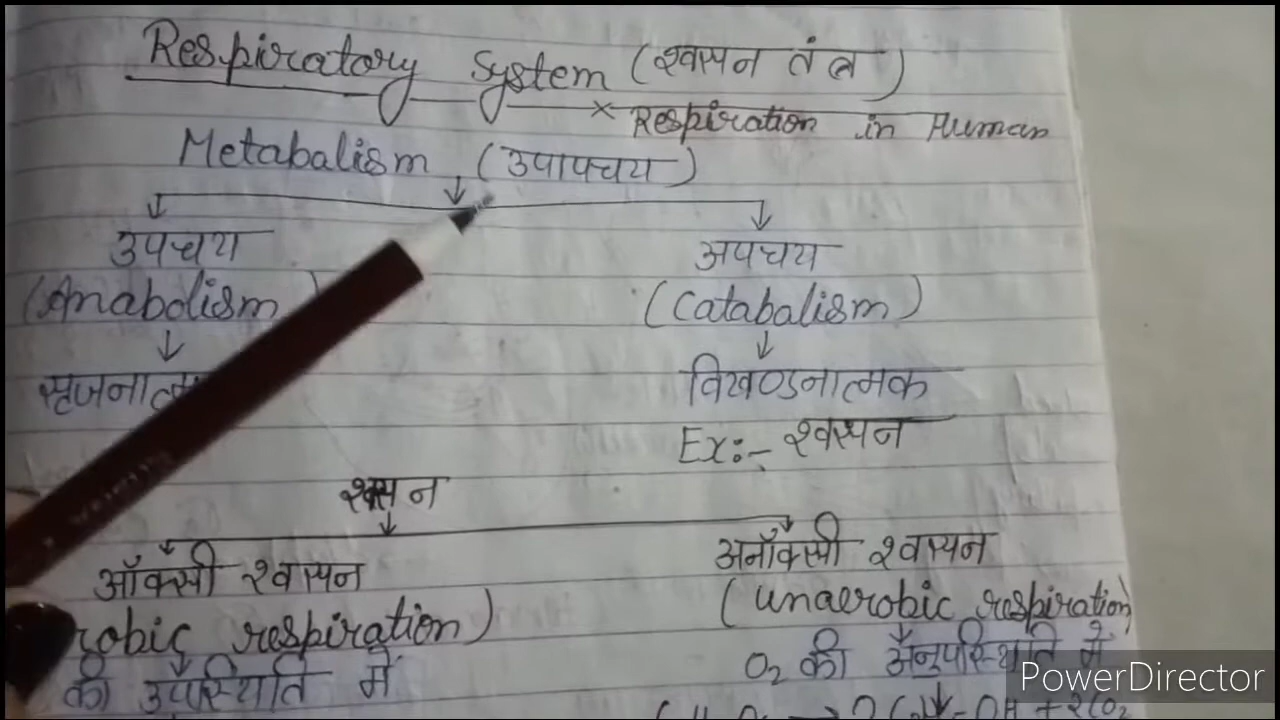 Respiratory System (श्वसन तंत्र)
× Respiration in Human
Metabalism (उपापचय)
उपचय अपचय
(Anabolism) (Catabalism)
विखण्डनात्मक
Ex:- श्वसन
श्वसन
ऑक्सी श्वसन अनॉक्सी श्वसन
robic respiration) (unaerobic respiration)
की उपस्थिति में O₂ की अनुपस्थिति में
PowerDirector